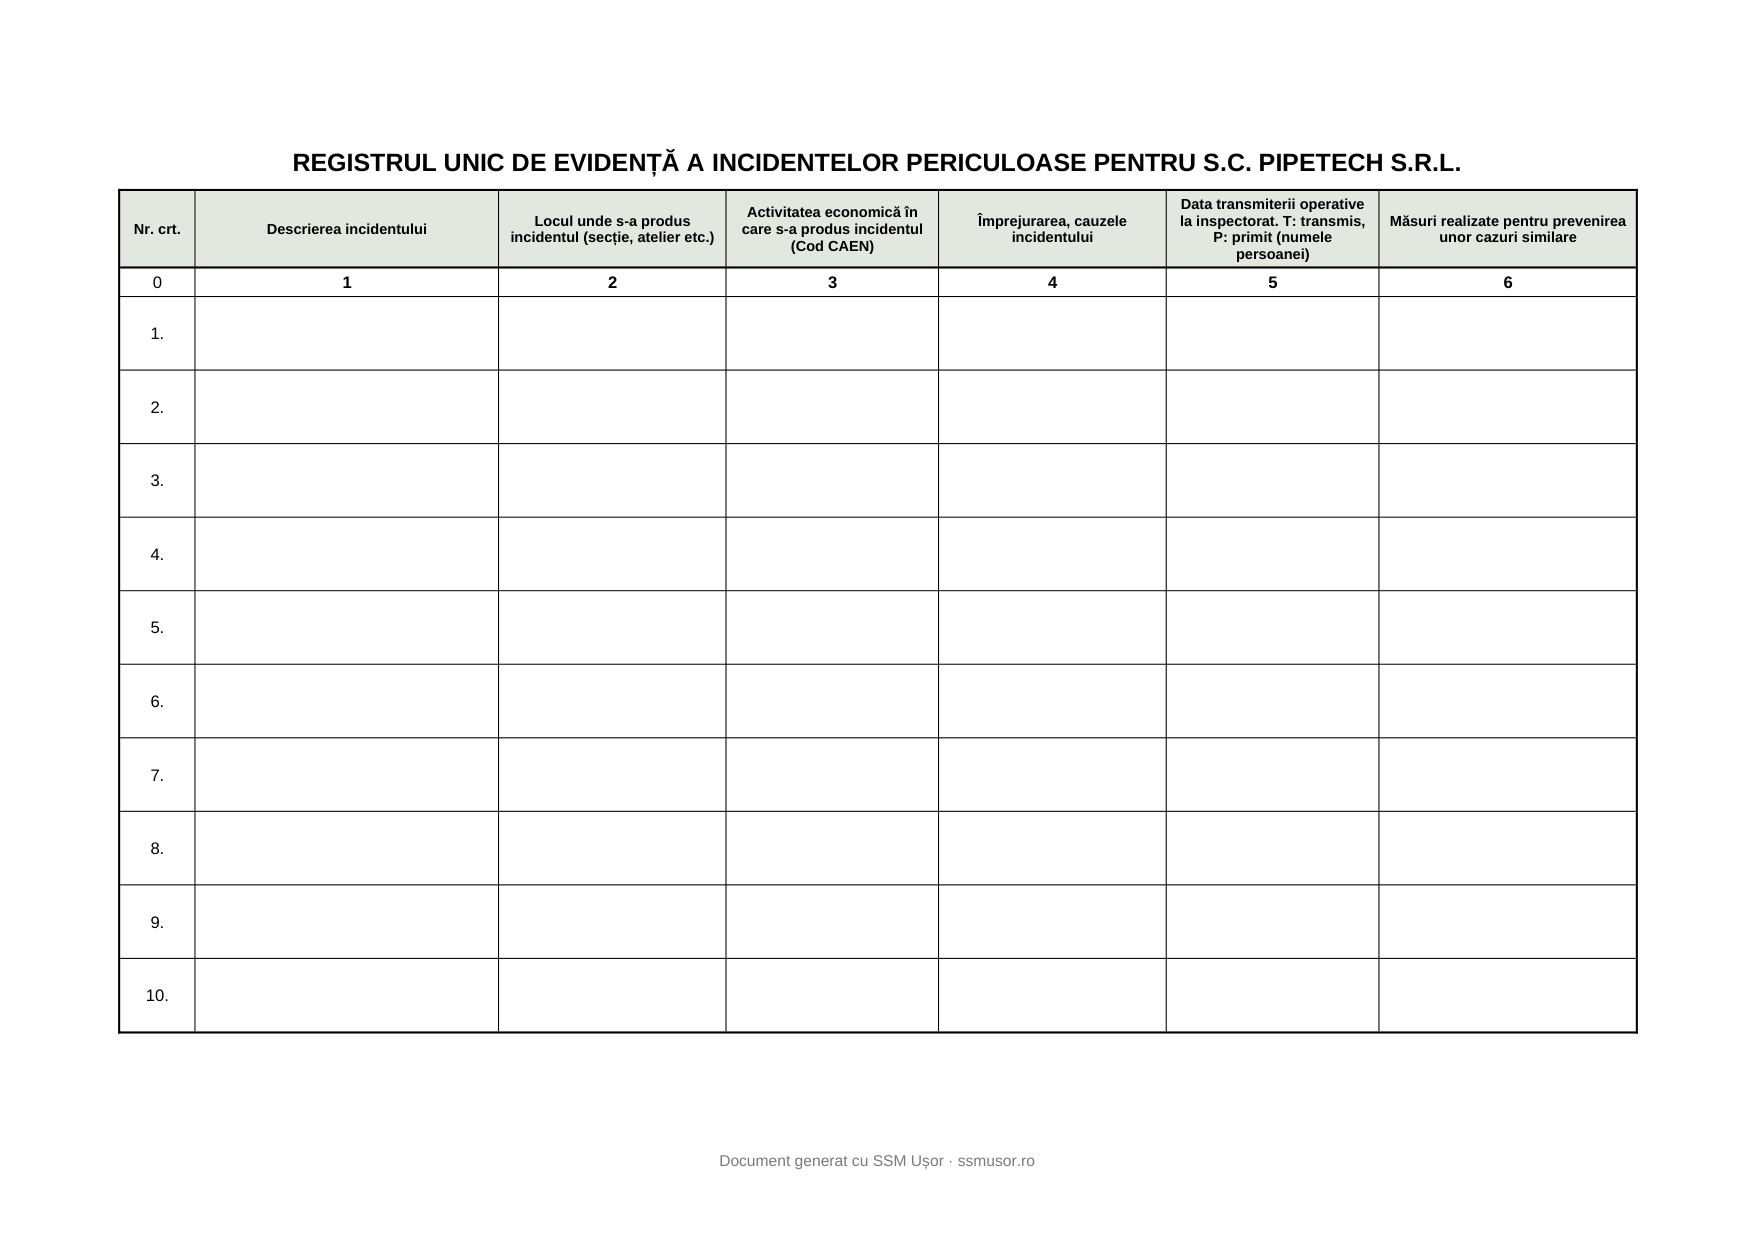 REGISTRUL UNIC DE EVIDENȚĂ A INCIDENTELOR PERICULOASE PENTRU S.C. PIPETECH S.R.L.
Nr. crt.
Descrierea incidentului
Locul unde s-a produs
incidentul (secție, atelier etc.)
Activitatea economică în
care s-a produs incidentul
(Cod CAEN)
Împrejurarea, cauzele
incidentului
Data transmiterii operative
la inspectorat. T: transmis,
P: primit (numele
persoanei)
Măsuri realizate pentru prevenirea
unor cazuri similare
0 1 2 3 4 5 6
1.
2.
3.
4.
5.
6.
7.
8.
9.
10.
Document generat cu SSM Ușor · ssmusor.ro